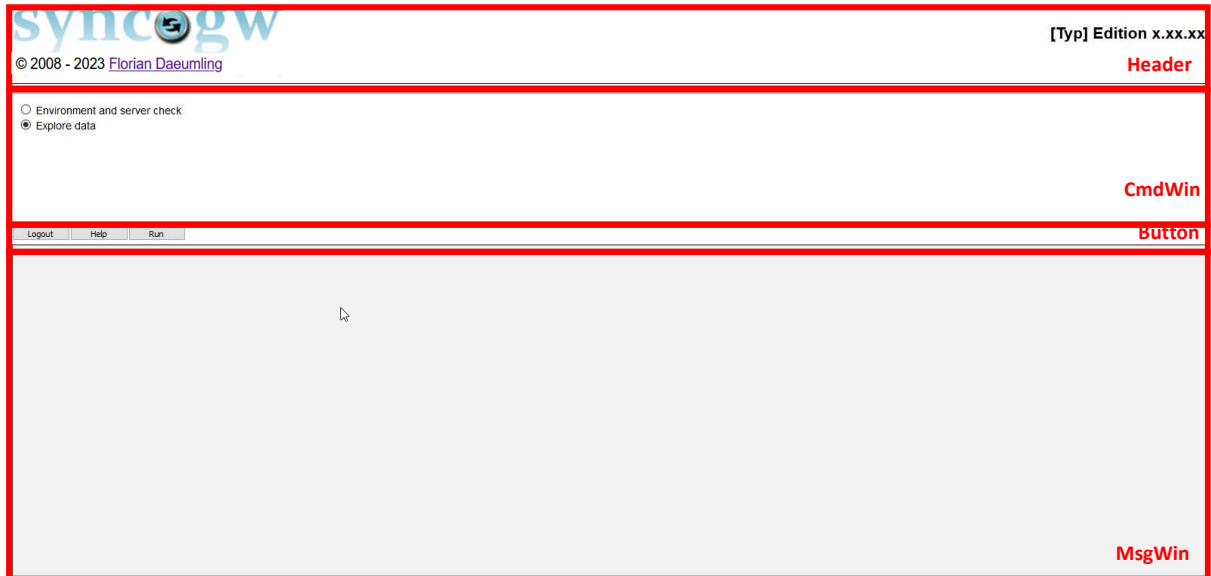 syncgw
[Typ] Edition x.xx.xx
© 2008 - 2023 Florian Daeumling
Header
Environment and server check
Explore data
CmdWin
Logout Help Run
Button
MsgWin